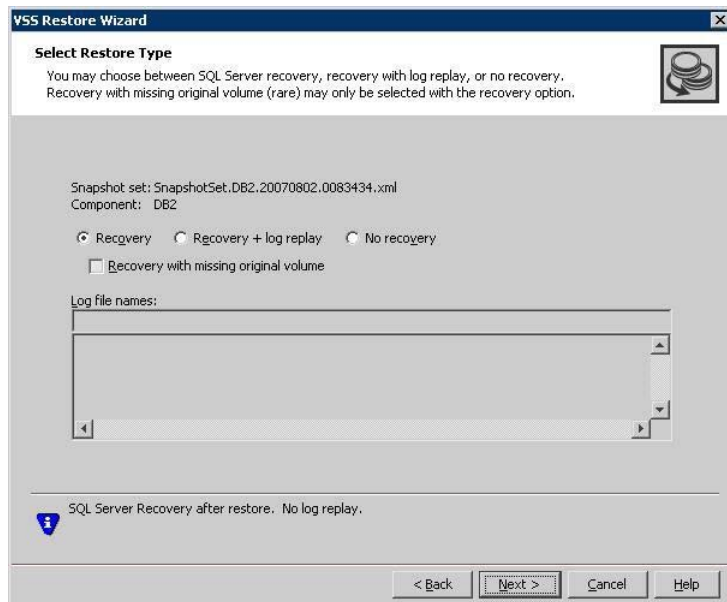 VSS Restore Wizard
Select Restore Type
You may choose between SQL Server recovery, recovery with log replay, or no recovery.
Recovery with missing original volume (rare) may only be selected with the recovery option.
Snapshot set: SnapshotSet.DB2.20070802.0083434.xml
Component: DB2
Recovery Recovery + log replay No recovery
Recovery with missing original volume
Log file names:
SQL Server Recovery after restore. No log replay.
< Back Next > Cancel Help